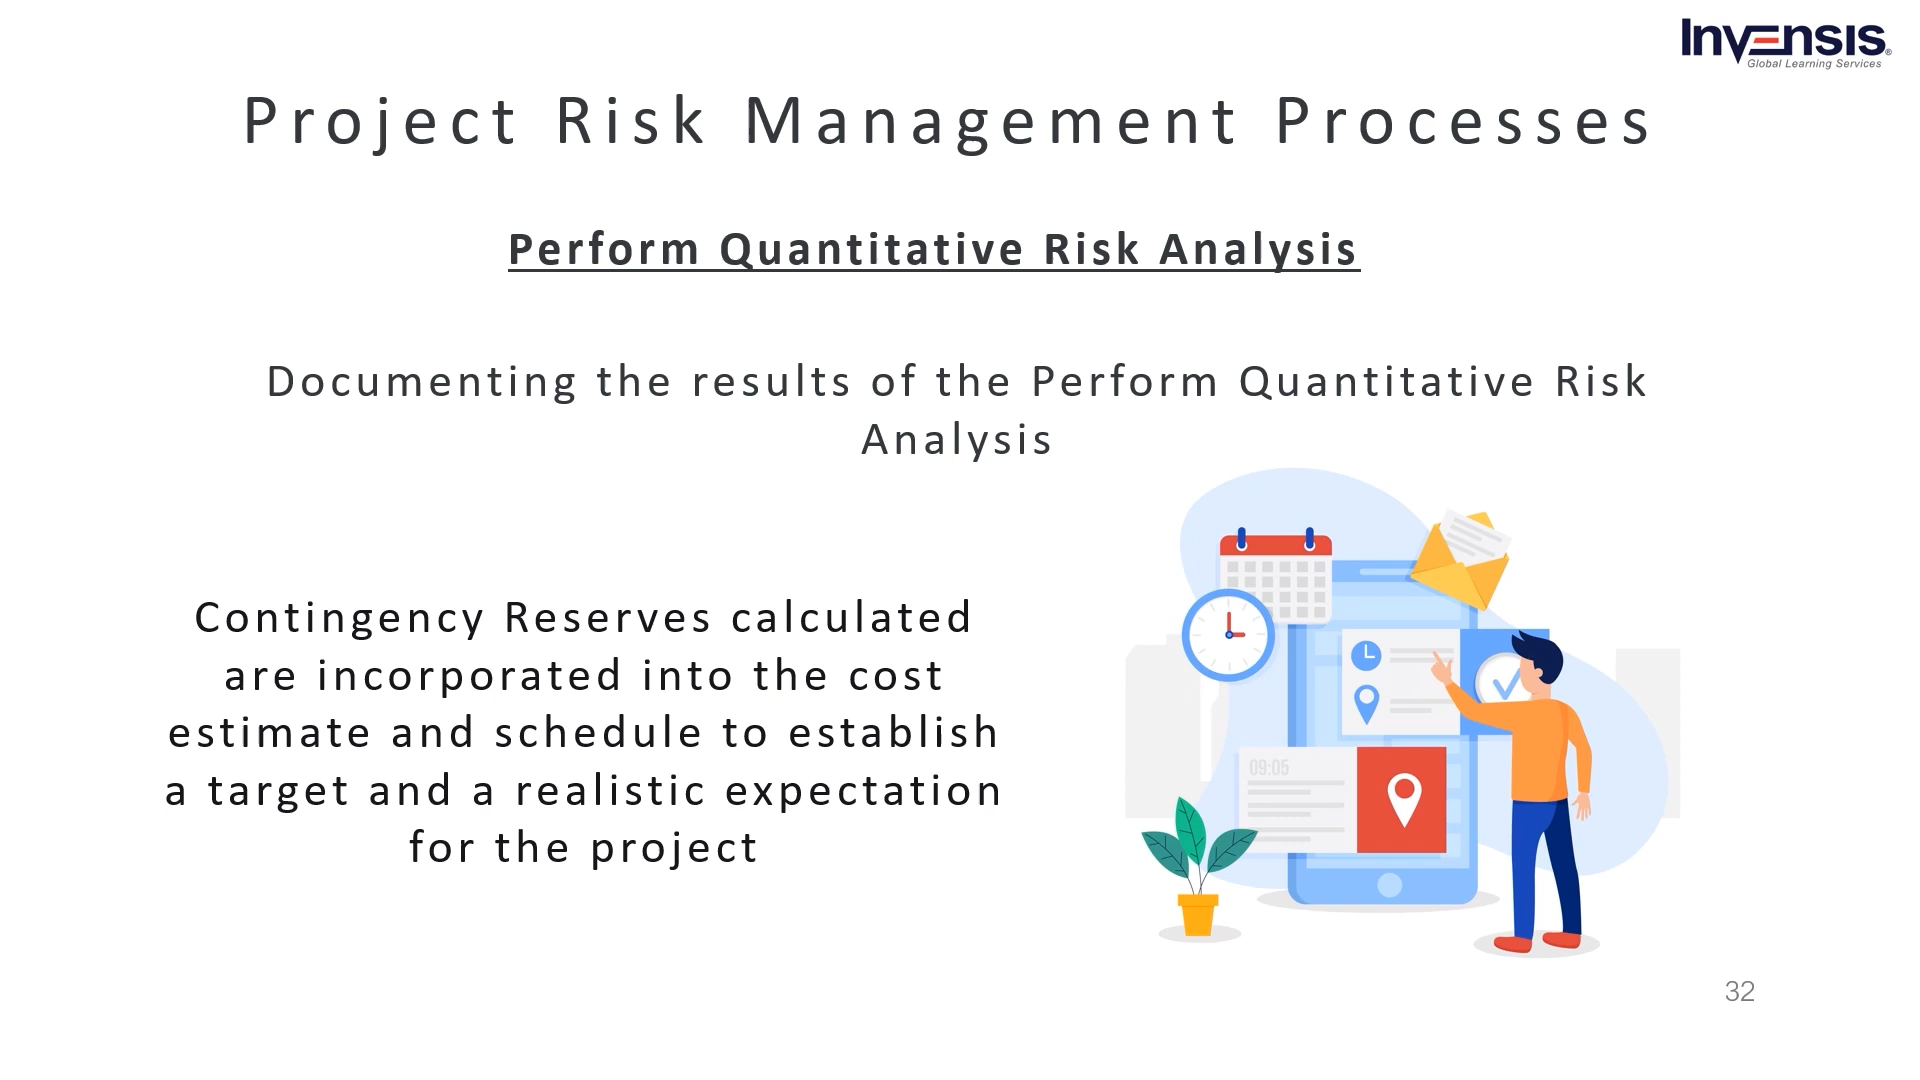 Invensis®
Global Learning Services
Project Risk Management Processes
Perform Quantitative Risk Analysis
Documenting the results of the Perform Quantitative Risk
Analysis
Contingency Reserves calculated
are incorporated into the cost
estimate and schedule to establish
a target and a realistic expectation
for the project
09:05
32